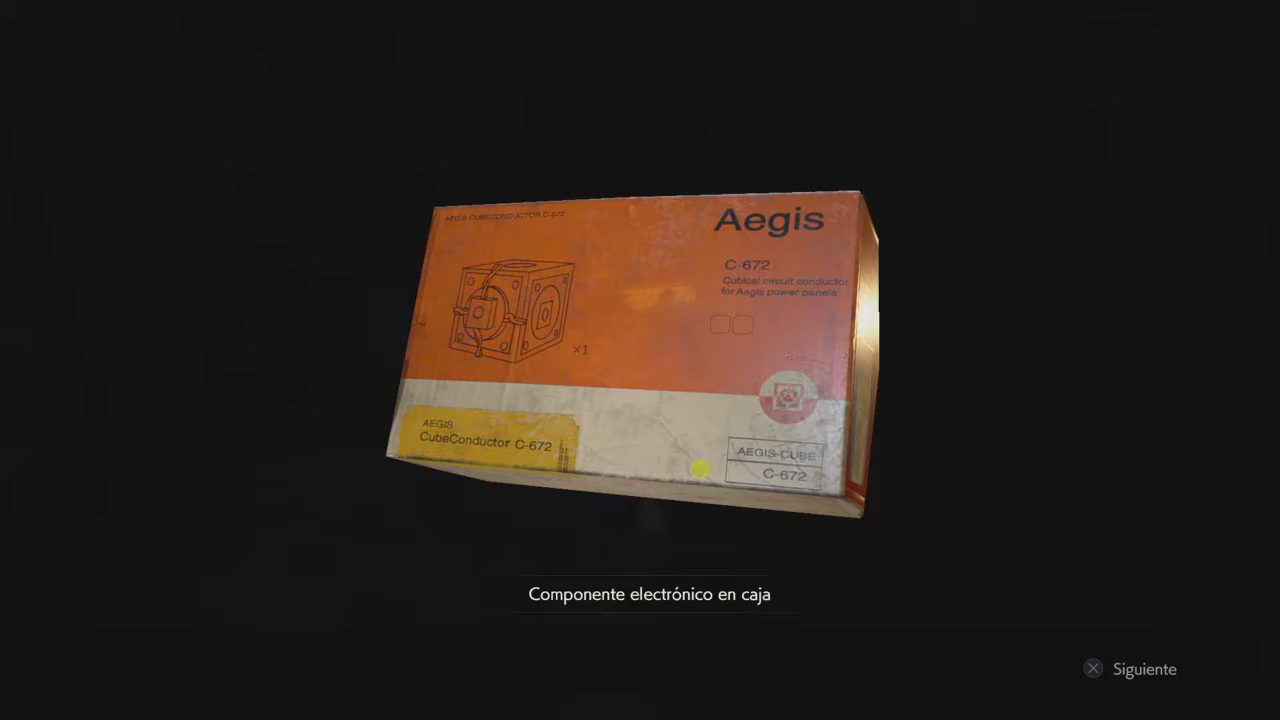 AEGIS CUBECONDUCTOR C-672
Aegis
C-672
Cubical circuit conductor
for Aegis power panels
×1
AEGIS
CubeConductor C-672
AEGIS-CUBE
C-672
Componente electrónico en caja
Siguiente